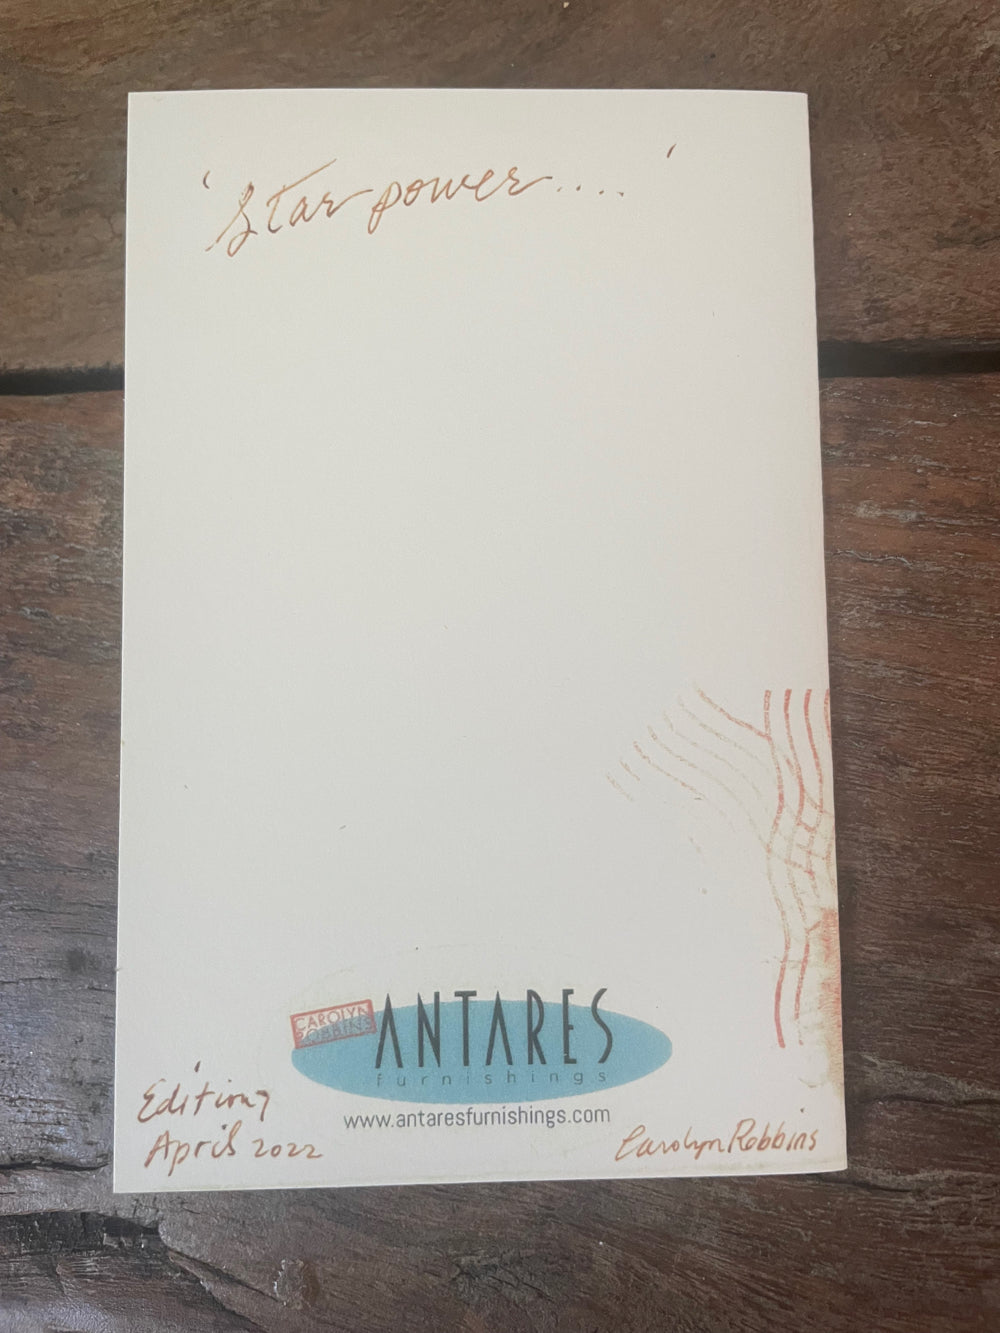 'Star power....'
CAROLYN
ROBBINS
ANTARES
furnishings
www.antaresfurnishings.com
Editing
April 2022
Carolyn Robbins